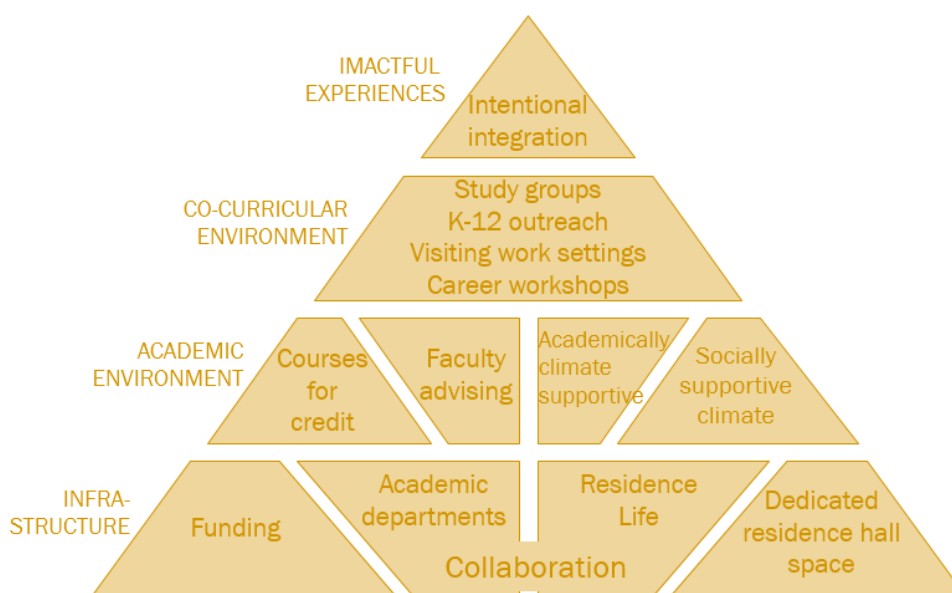 IMACTFUL
EXPERIENCES
Intentional
integration
CO-CURRICULAR
ENVIRONMENT
Study groups
K-12 outreach
Visiting work settings
Career workshops
ACADEMIC
ENVIRONMENT
Courses
for
credit
Faculty
advising
Academically
climate
supportive
Socially
supportive
climate
INFRA-
STRUCTURE
Funding
Academic
departments
Residence
Life
Collaboration
Dedicated
residence hall
space